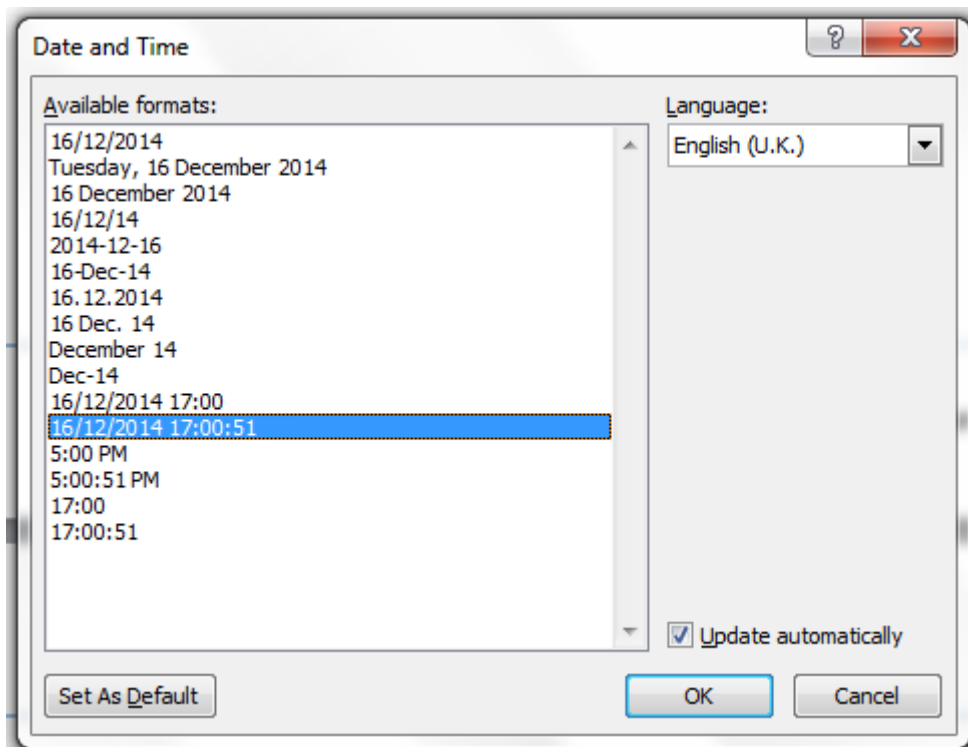 Date and Time
Available formats:
16/12/2014
Tuesday, 16 December 2014
16 December 2014
16/12/14
2014-12-16
16-Dec-14
16.12.2014
16 Dec. 14
December 14
Dec-14
16/12/2014 17:00
16/12/2014 17:00:51
5:00 PM
5:00:51 PM
17:00
17:00:51
Language:
English (U.K.)
Update automatically
Set As Default
OK
Cancel